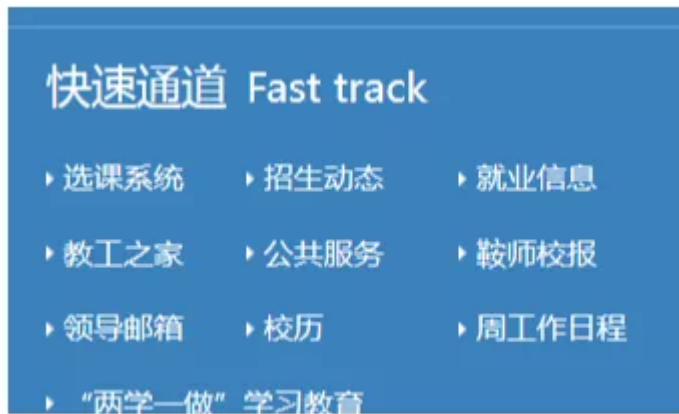 快速通道 Fast track
选课系统 招生动态 就业信息
教工之家 公共服务 鞍师校报
领导邮箱 校历 周工作日程
“两学一做”学习教育